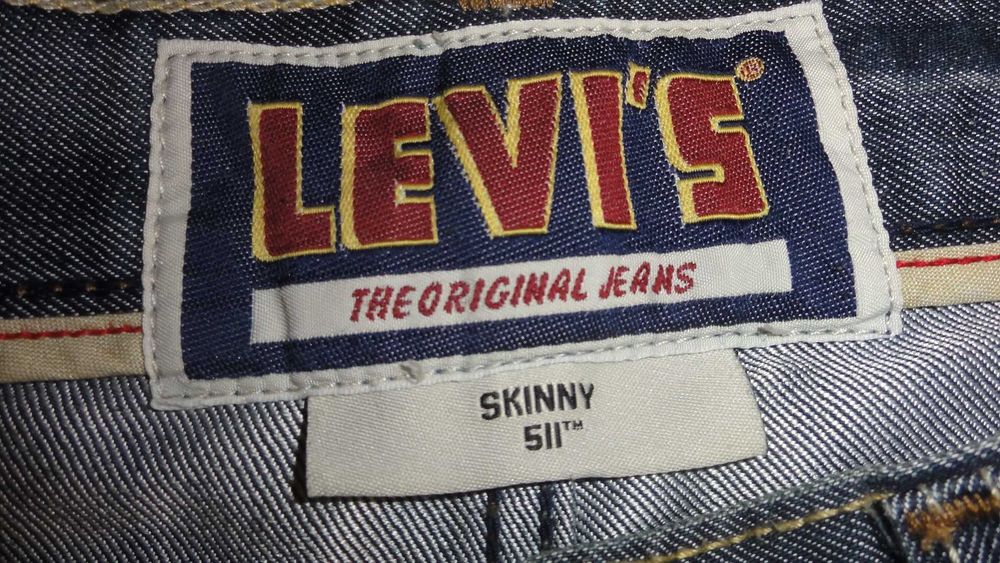 LEVI'S®
THE ORIGINAL JEANS
SKINNY
511™